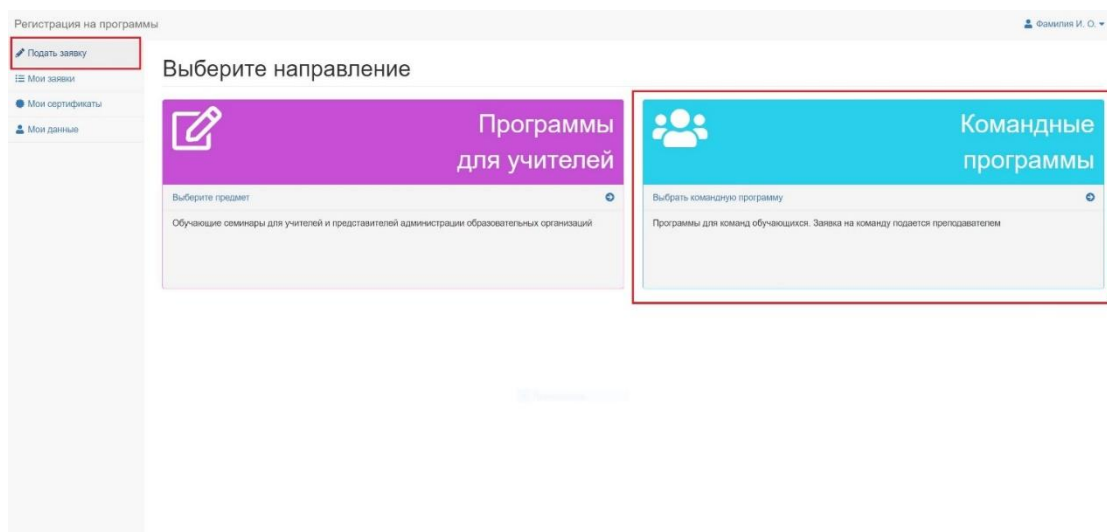 Регистрация на программы
Фамилия И. О.
Подать заявку
Мои заявки
Мои сертификаты
Мои данные
Выберите направление
Программы
для учителей
Выберите предмет
Обучающие семинары для учителей и представителей администрации образовательных организаций
Командные
программы
Выбрать командную программу
Программы для команд обучающихся. Заявка на команду подается преподавателем